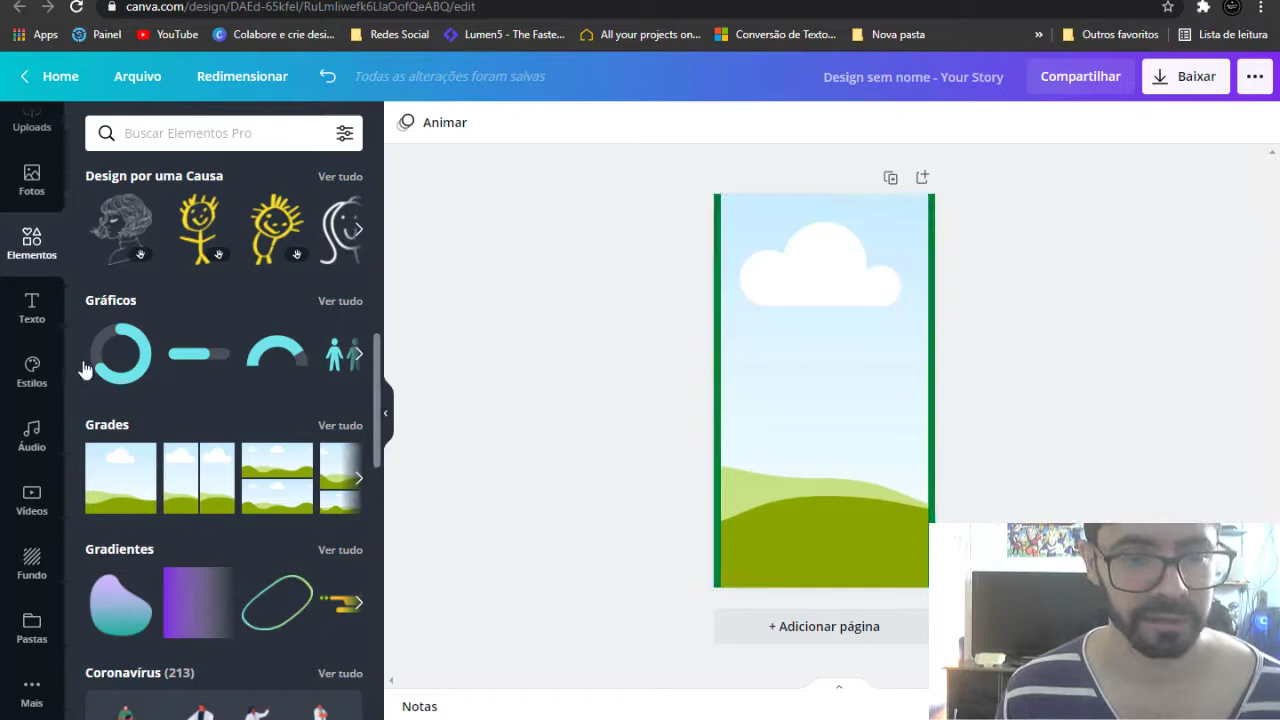 canva.com/design/DAEd-65kfeI/RuLmIiwefk6LlaOofQeABQ/edit
Apps
Painel
YouTube
Colabore e crie desi...
Redes Social
Lumen5 - The Faste...
All your projects on...
Conversão de Texto...
Nova pasta
»
Outros favoritos
Lista de leitura
Home
Arquivo
Redimensionar
Todas as alterações foram salvas
Design sem nome - Your Story
Compartilhar
Baixar
Uploads
Fotos
Elementos
Texto
Estilos
Áudio
Vídeos
Fundo
Pastas
Mais
Buscar Elementos Pro
Design por uma Causa
Ver tudo
Gráficos
Ver tudo
Grades
Ver tudo
Gradientes
Ver tudo
Coronavírus (213)
Ver tudo
Animar
+ Adicionar página
Notas